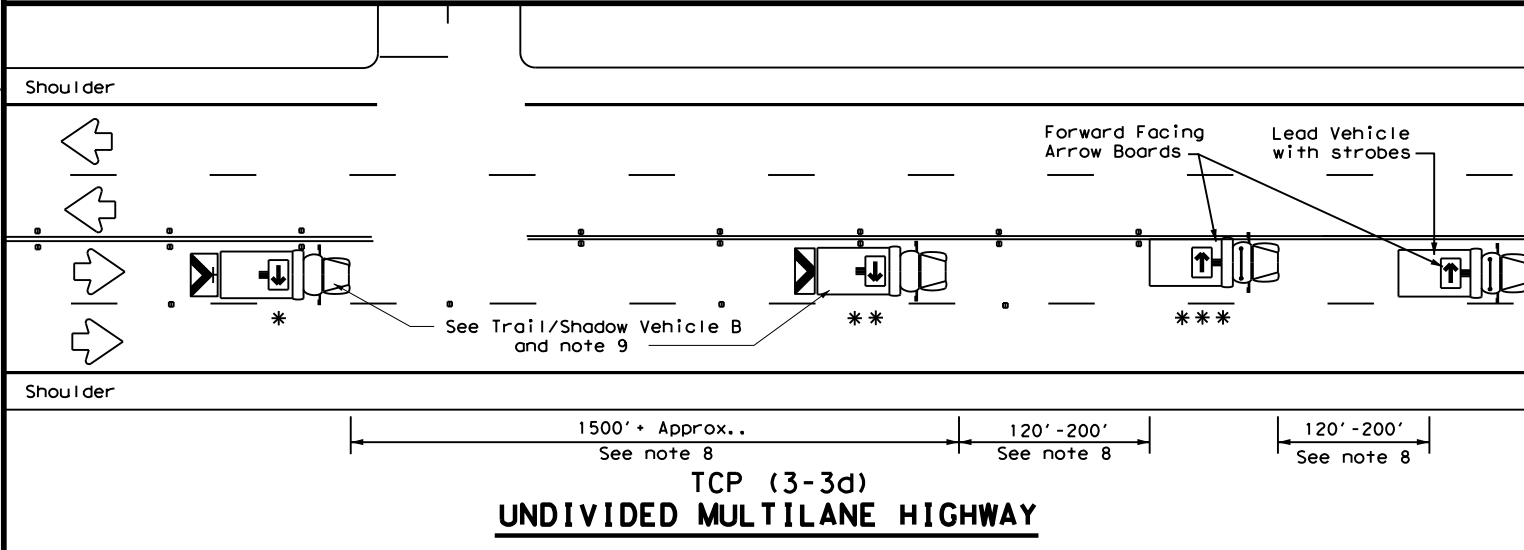 Shoulder
Forward Facing
Arrow Boards
Lead Vehicle
with strobes
*
**
***
See Trail/Shadow Vehicle B
and note 9
Shoulder
1500'+ Approx..
See note 8
120'-200'
See note 8
120'-200'
See note 8
TCP (3-3d)
UNDIVIDED MULTILANE HIGHWAY